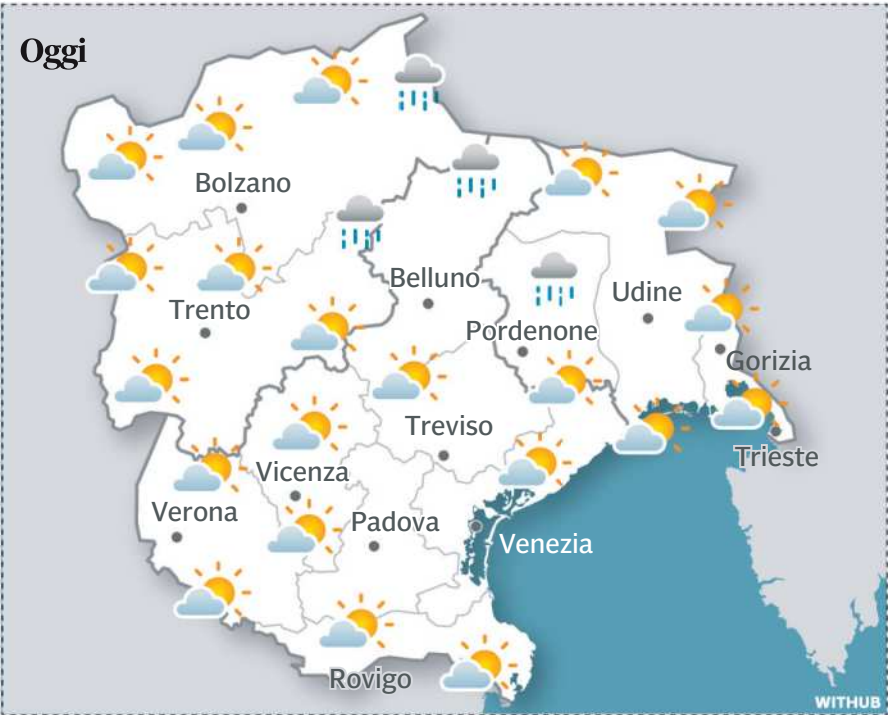 Oggi
Bolzano
Belluno
Udine
Trento
Pordenone
Gorizia
Treviso
Trieste
Vicenza
Verona
Padova
Venezia
Rovigo
WITHUB